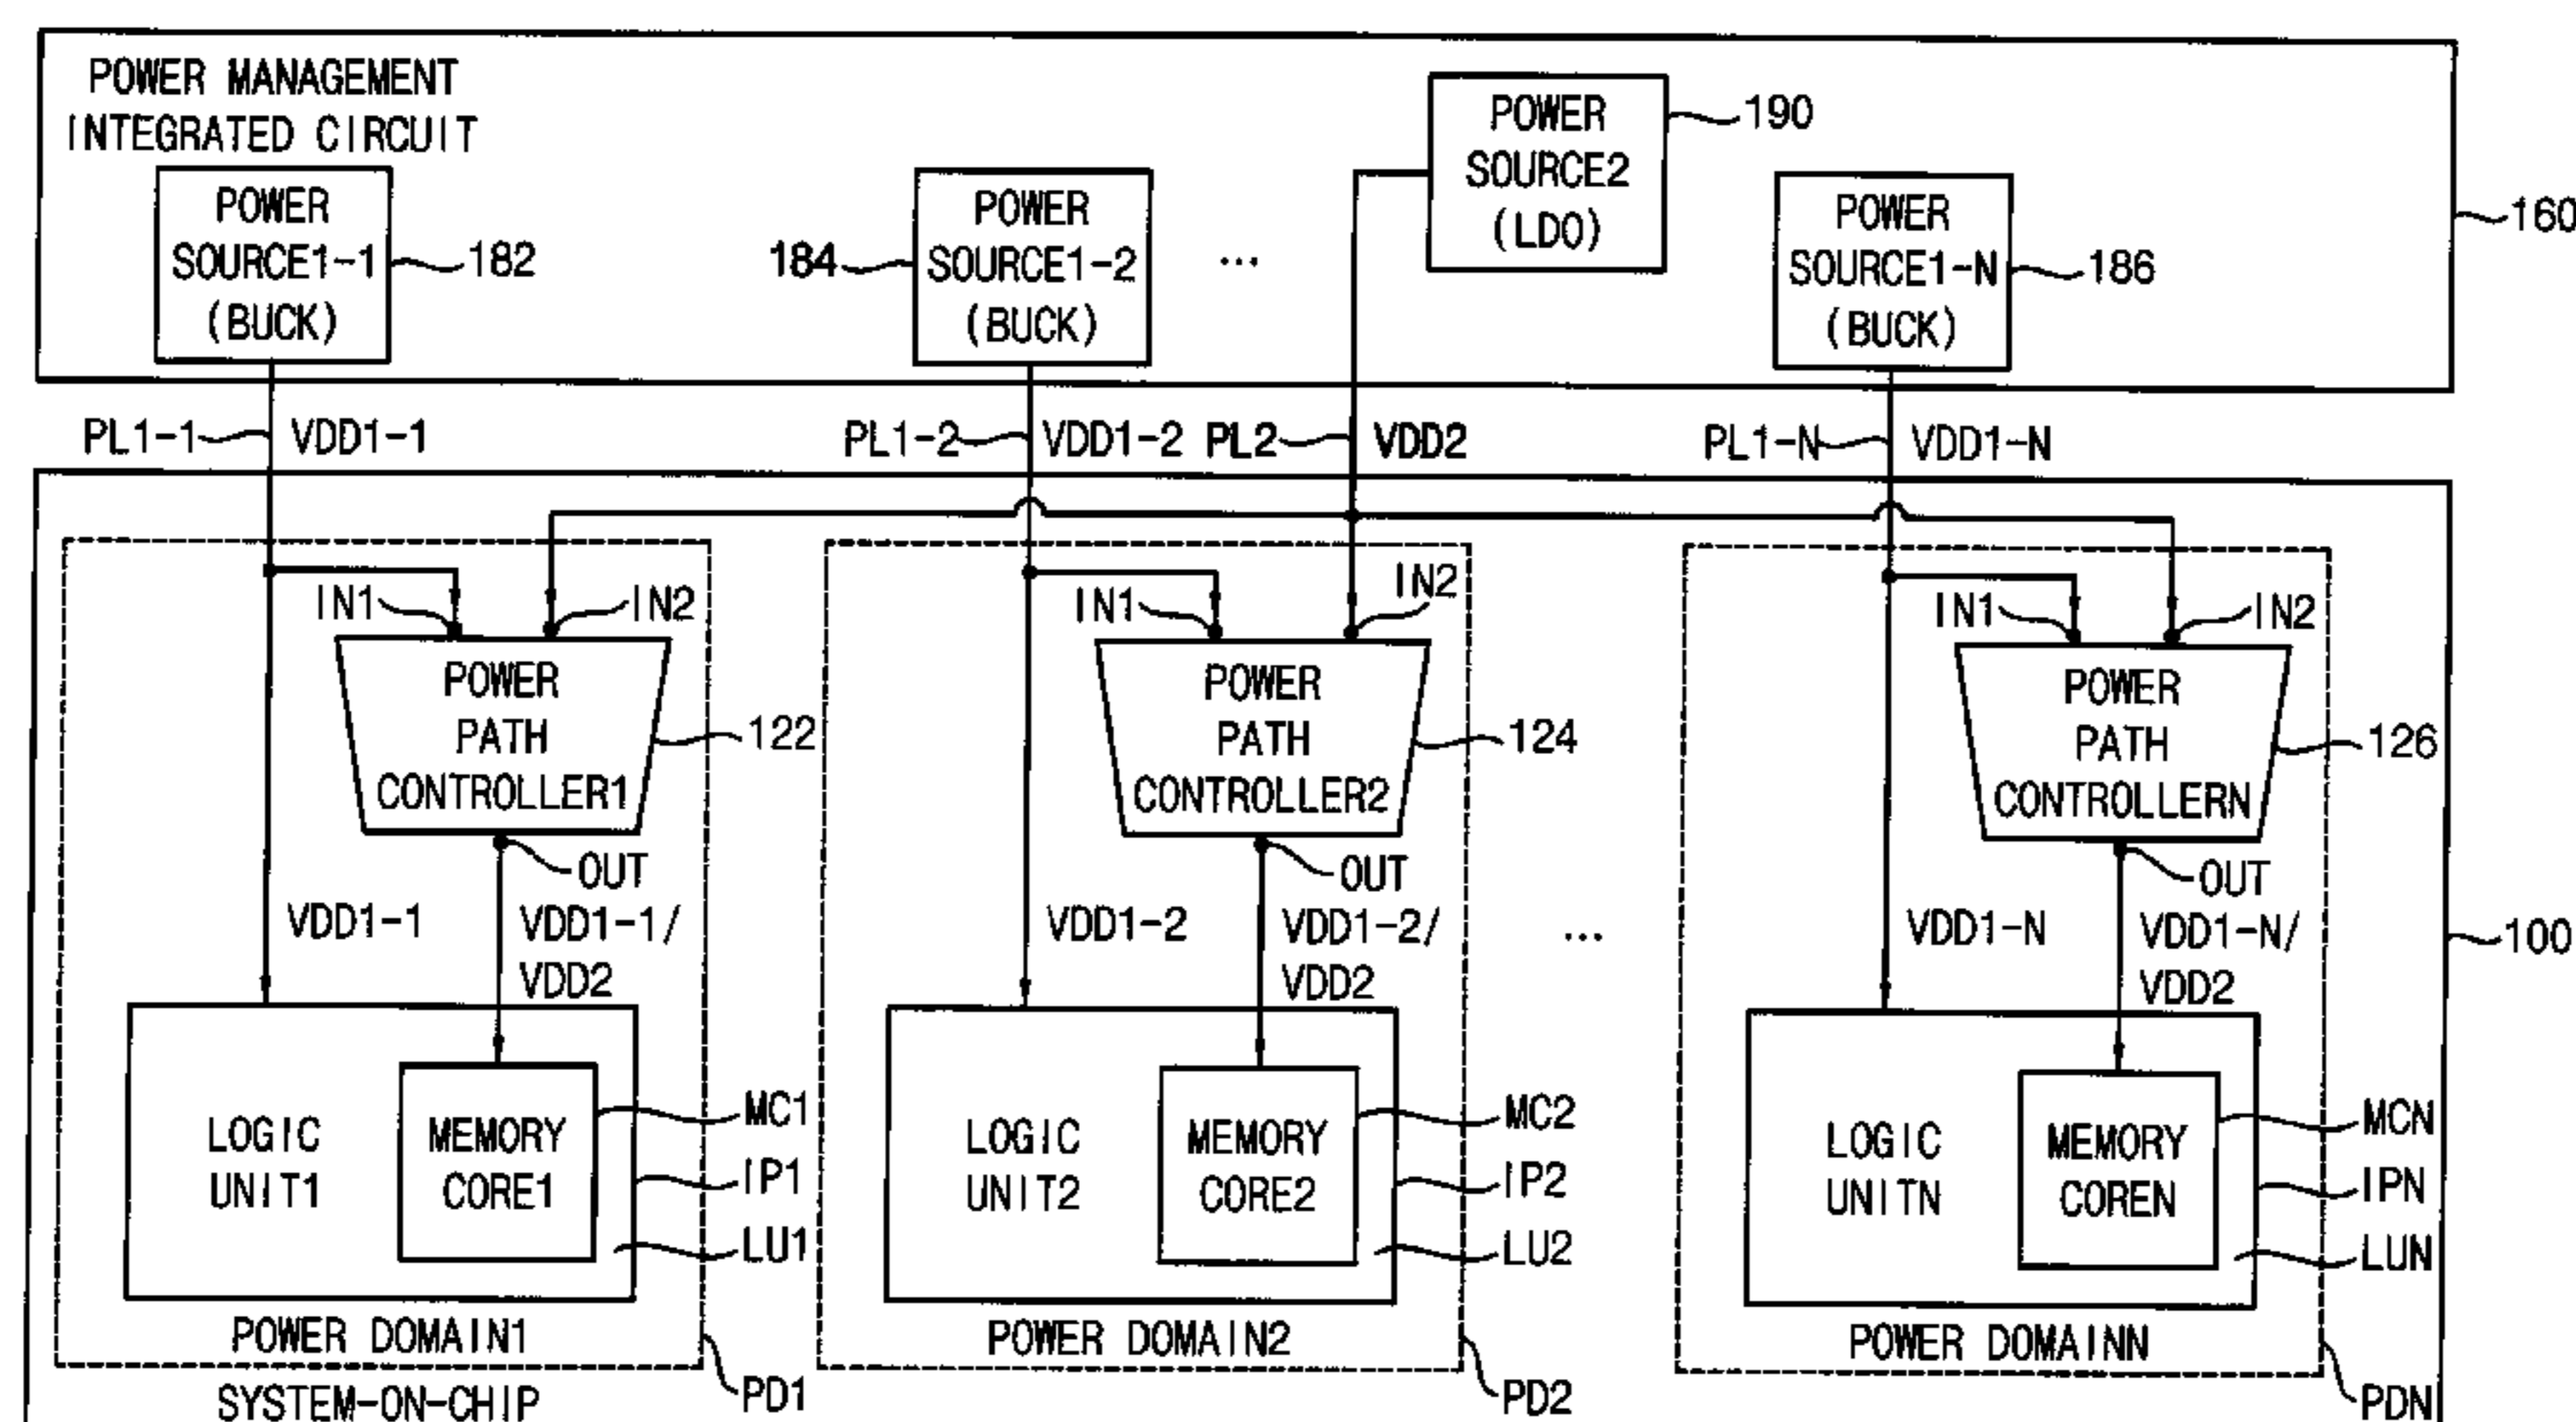 POWER MANAGEMENT
INTEGRATED CIRCUIT
POWER
SOURCE1-1
(BUCK)
182
184
POWER
SOURCE1-2
(BUCK)
...
POWER
SOURCE2
(LDO)
190
POWER
SOURCE1-N
(BUCK)
186
160
PL1-1
VDD1-1
PL1-2
VDD1-2
PL2
VDD2
PL1-N
VDD1-N
IN1
IN2
POWER
PATH
CONTROLLER1
122
OUT
VDD1-1
VDD1-1/
VDD2
LOGIC
UNIT1
MEMORY
CORE1
MC1
IP1
LU1
POWER DOMAIN1
PD1
IN1
IN2
POWER
PATH
CONTROLLER2
124
OUT
VDD1-2
VDD1-2/
VDD2
LOGIC
UNIT2
MEMORY
CORE2
MC2
IP2
LU2
POWER DOMAIN2
PD2
...
IN1
IN2
POWER
PATH
CONTROLLERN
126
OUT
VDD1-N
VDD1-N/
VDD2
LOGIC
UNITN
MEMORY
COREN
MCN
IPN
LUN
POWER DOMAINN
PDN
100
SYSTEM-ON-CHIP